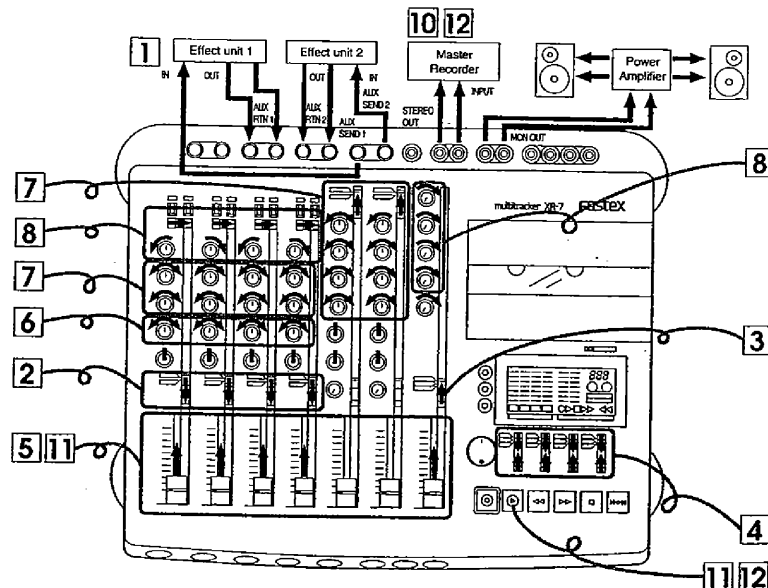 10 12
1
Effect unit 1
Effect unit 2
Master
Recorder
Power
Amplifier
IN
OUT
OUT
IN
INPUT
AUX
RTN 1
AUX
RTN 2
AUX
SEND 2
AUX
SEND 1
STEREO
OUT
MON OUT
8
7
multitracker XR-7 FOSTEX
8
7
6
3
2
888
5 11
4
11 12